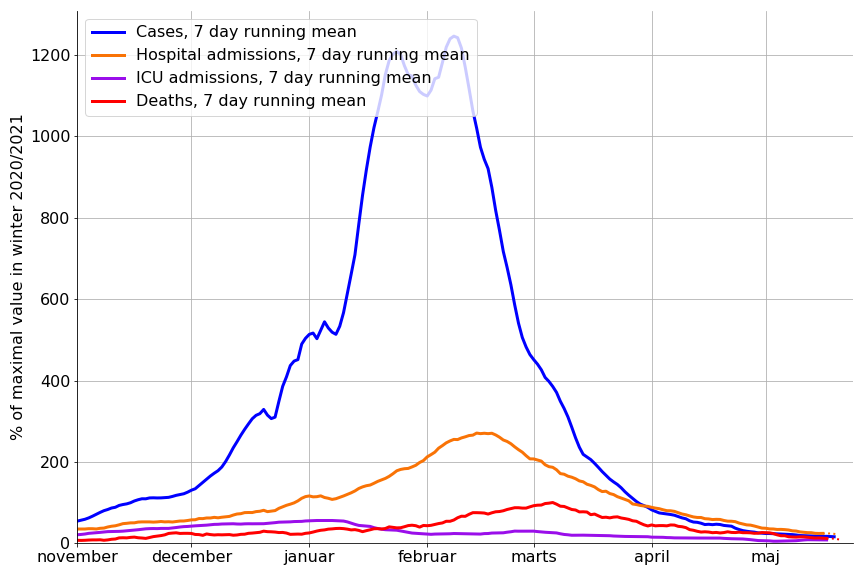 Cases, 7 day running mean
Hospital admissions, 7 day running mean
ICU admissions, 7 day running mean
Deaths, 7 day running mean
% of maximal value in winter 2020/2021
1200
1000
800
600
400
200
0
november december januar februar marts april maj